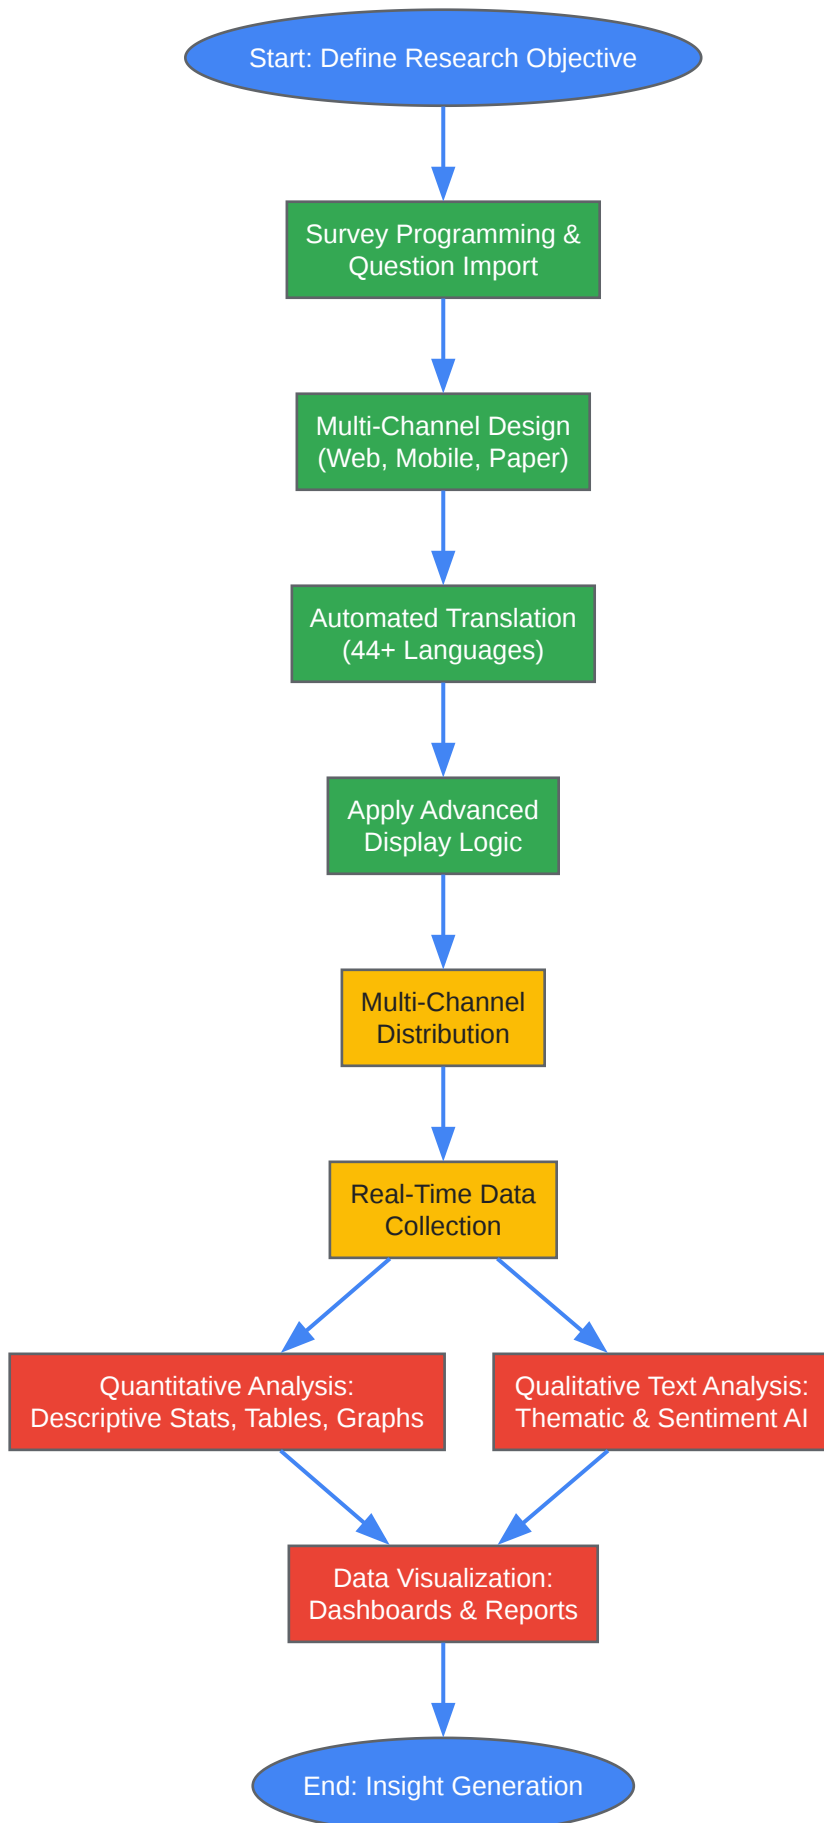 Start: Define Research Objective
Survey Programming &
Question Import
Multi-Channel Design
(Web, Mobile, Paper)
Automated Translation
(44+ Languages)
Apply Advanced
Display Logic
Multi-Channel
Distribution
Real-Time Data
Collection
Quantitative Analysis:
Descriptive Stats, Tables, Graphs
Qualitative Text Analysis:
Thematic & Sentiment AI
Data Visualization:
Dashboards & Reports
End: Insight Generation